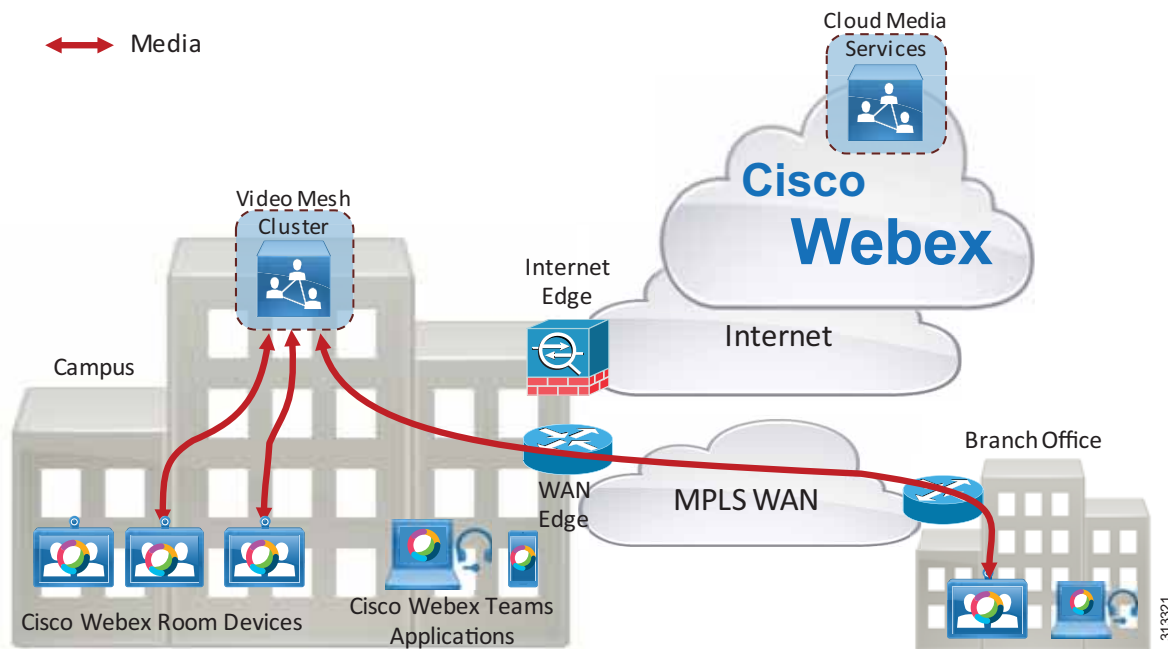 Media
Cloud Media
Services
Cisco
Webex
Video Mesh
Cluster
Internet
Edge
Internet
Campus
Branch Office
WAN
Edge
MPLS WAN
Cisco Webex Room Devices
Cisco Webex Teams
Applications
313321